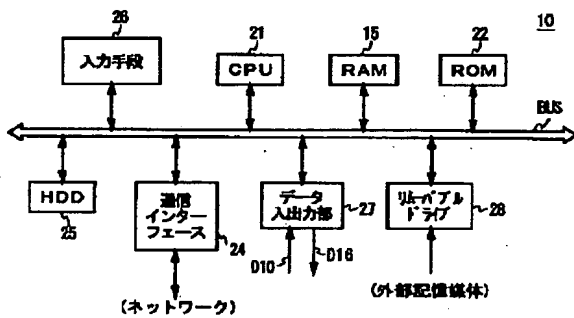 26
入力手段
21
CPU
15
RAM
22
ROM
10
BUS
HDD
25
通信
インター
フェース
24
データ
入出力部
27
リムーバブル
ドライブ
28
D10
D16
(ネットワーク)
(外部記憶媒体)